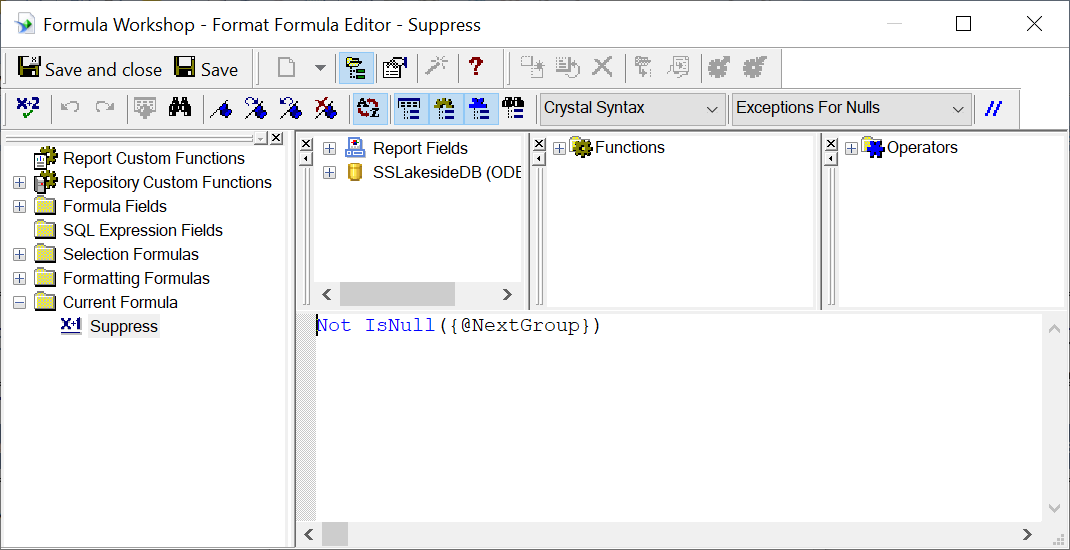 Formula Workshop - Format Formula Editor - Suppress
Save and close Save
Crystal Syntax Exceptions For Nulls
Report Custom Functions
Repository Custom Functions
Formula Fields
SQL Expression Fields
Selection Formulas
Formatting Formulas
Current Formula
Suppress
Report Fields
SSLakesideDB (ODB
Functions
Operators
Not IsNull({@NextGroup})